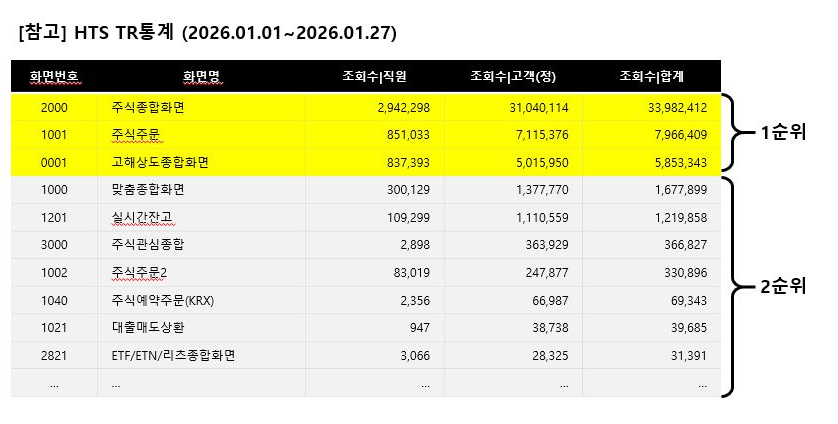 [참고] HTS TR통계 (2026.01.01~2026.01.27)
화면번호 화면명 조회수|직원 조회수|고객(정) 조회수|합계
2000 주식종합화면 2,942,298 31,040,114 33,982,412
1001 주식주문 851,033 7,115,376 7,966,409
1순위
0001 고해상도종합화면 837,393 5,015,950 5,853,343
1000 맞춤종합화면 300,129 1,377,770 1,677,899
1201 실시간잔고 109,299 1,110,559 1,219,858
3000 주식관심종합 2,898 363,929 366,827
1002 주식주문2 83,019 247,877 330,896
2순위
1040 주식예약주문(KRX) 2,356 66,987 69,343
1021 대출매도상환 947 38,738 39,685
2821 ETF/ETN/리츠종합화면 3,066 28,325 31,391
... ... ... ... ...